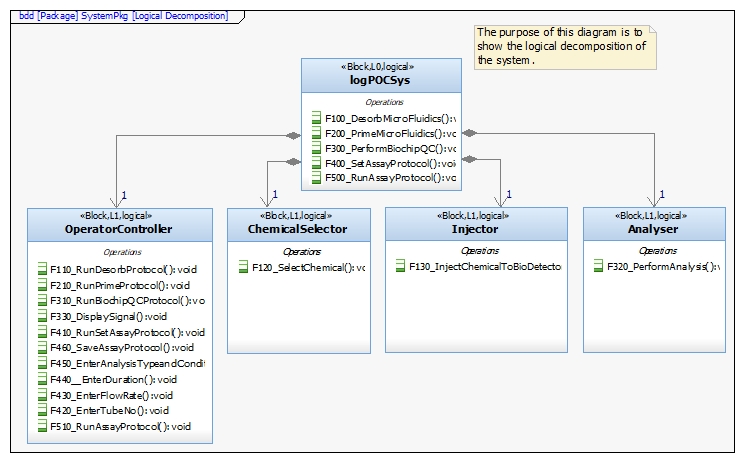 bdd [Package] SystemPkg [Logical Decomposition]
The purpose of this diagram is to
show the logical decomposition of
the system.
«Block,L0,logical»
logPOCSys
Operations
F100_DesorbMicroFluidics():v
F200_PrimeMicroFluidics():voi
F300_PerformBiochipQC():vo
F400_SetAssayProtocol():voi
F500_RunAssayProtocol():vo
1
1
1
1
«Block,L1,logical»
OperatorController
Operations
F110_RunDesorbProtocol():void
F210_RunPrimeProtocol():void
F310_RunBiochipQCProtocol():vo
F330_DisplaySignal():void
F410_RunSetAssayProtocol():void
F460_SaveAssayProtocol():void
F450_EnterAnalysisTypeandCondit
F440__EnterDuration():void
F430_EnterFlowRate():void
F420_EnterTubeNo():void
F510_RunAssayProtocol():void
«Block,L1,logical»
ChemicalSelector
Operations
F120_SelectChemical():vo
«Block,L1,logical»
Injector
Operations
F130_InjectChemicalToBioDetecto
«Block,L1,logical»
Analyser
Operations
F320_PerformAnalysis():v